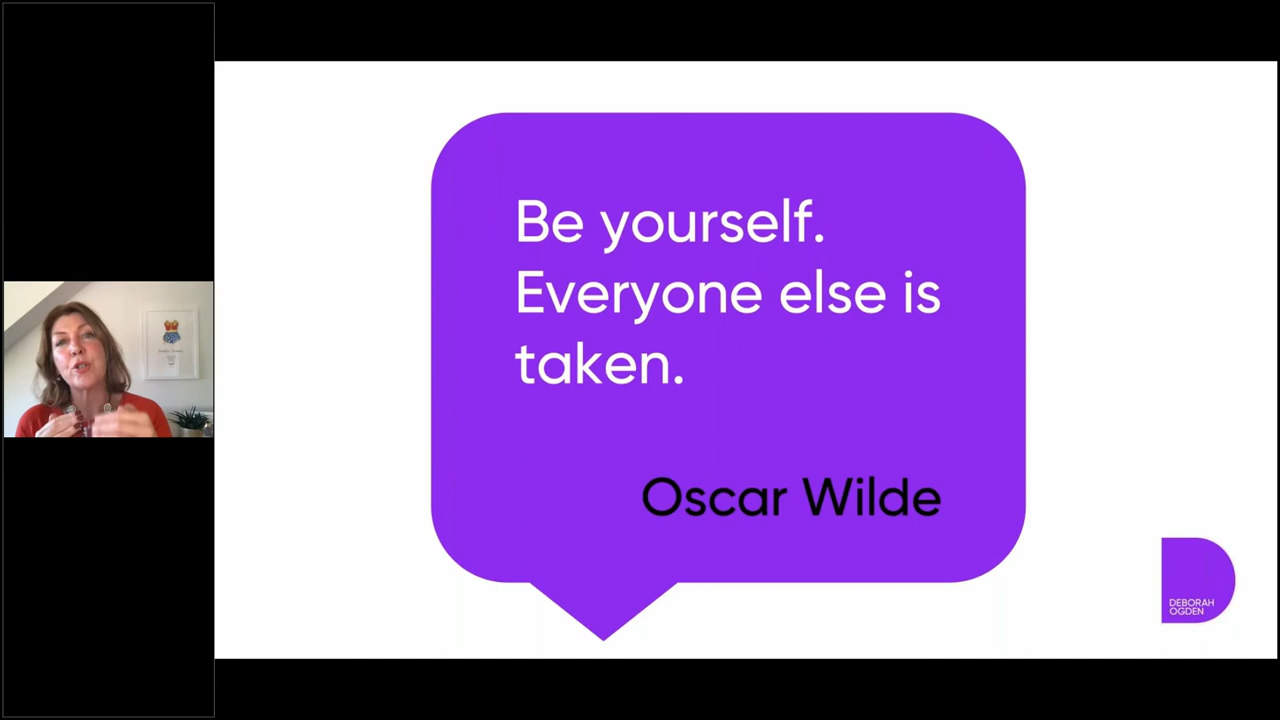 Be yourself.
Everyone else is
taken.
Oscar Wilde
DEBORAH
OGDEN